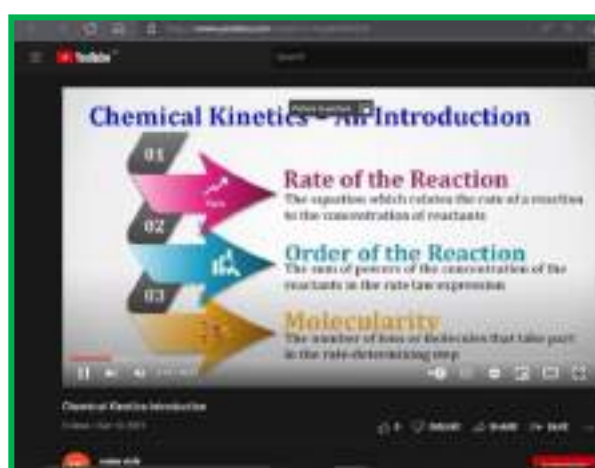 YouTube
Search
Chemical Kinetics - An Introduction
01
Rate of the Reaction
The equation which relates the rate of a reaction
to the concentration of reactants
02
Order of the Reaction
The sum of powers of the concentration of the
reactants in the rate law expression
03
Molecularity
The number of ions or molecules that take part
in the rate-determining step
Chemical Kinetics Introduction
SHARE